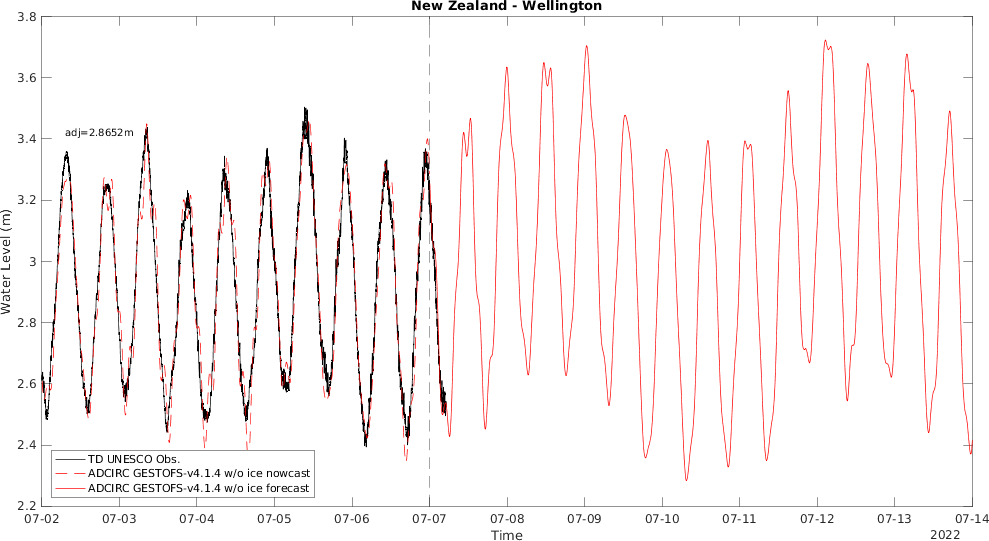 New Zealand - Wellington
3.8
3.6
3.4
3.2
3
2.8
2.6
2.4
2.2
Water Level (m)
adj=2.8652m
TD UNESCO Obs.
ADCIRC GESTOFS-v4.1.4 w/o ice nowcast
ADCIRC GESTOFS-v4.1.4 w/o ice forecast
07-02 07-03 07-04 07-05 07-06 07-07 07-08 07-09 07-10 07-11 07-12 07-13 07-14
Time
2022